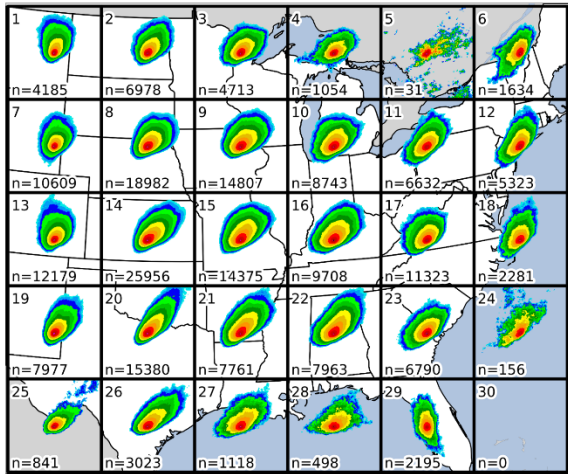 1 2 3 4 5 6
n=4185 n=6978 n=4713 n=1054 n=31 n=1634
7 8 9 10 11 12
n=10609 n=18982 n=14807 n=8743 n=6632 n=5323
13 14 15 16 17 18
n=12179 n=25956 n=14375 n=9708 n=11323 n=2281
19 20 21 22 23 24
n=7977 n=15380 n=7761 n=7963 n=6790 n=156
25 26 27 28 29 30
n=841 n=3023 n=1118 n=498 n=2195 n=0